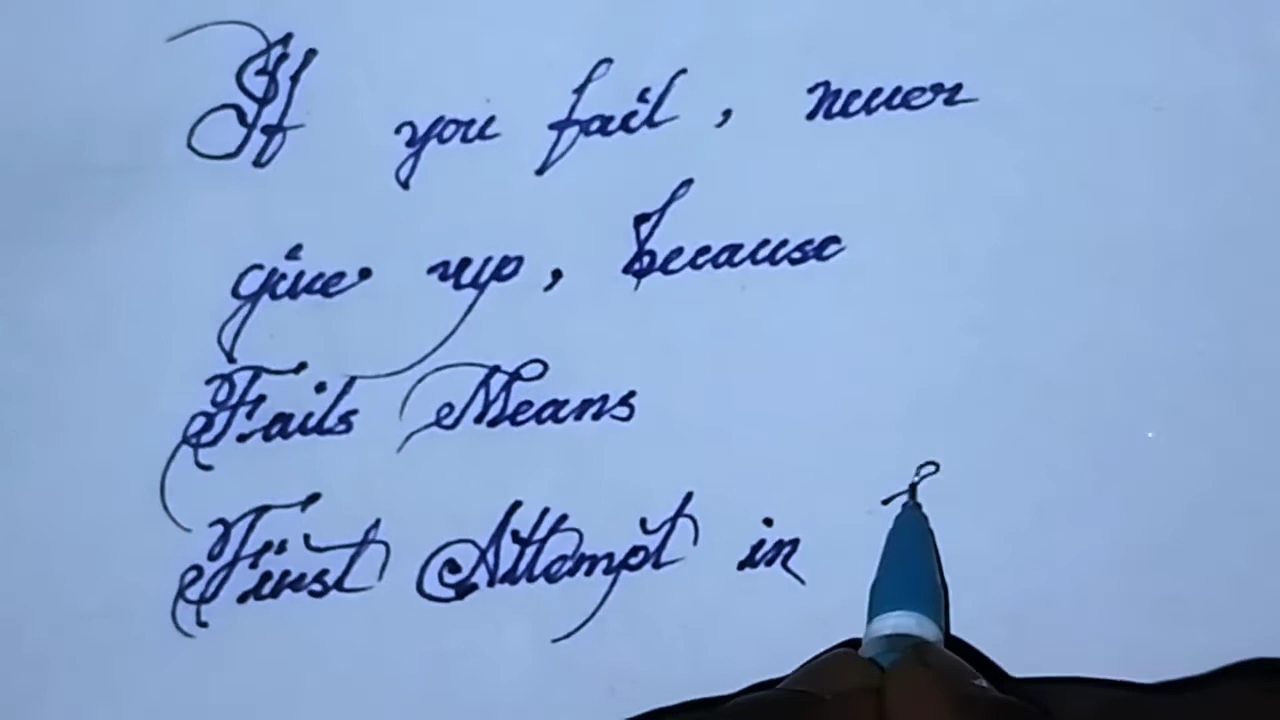 If you fail, never
give up, because
Fails Means
First Attempt in